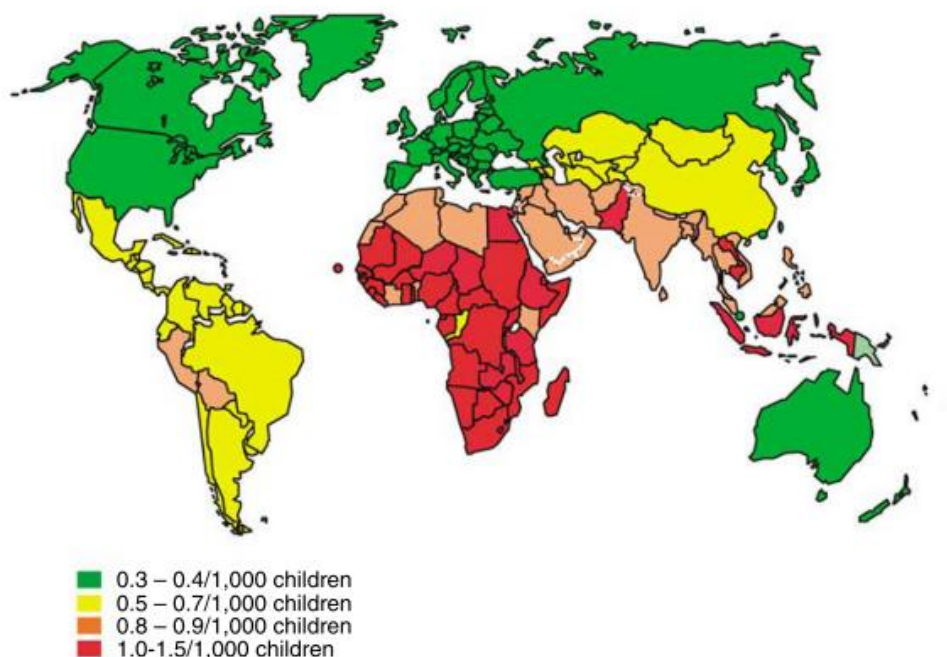 0.3 – 0.4/1,000 children
0.5 – 0.7/1,000 children
0.8 – 0.9/1,000 children
1.0-1.5/1,000 children